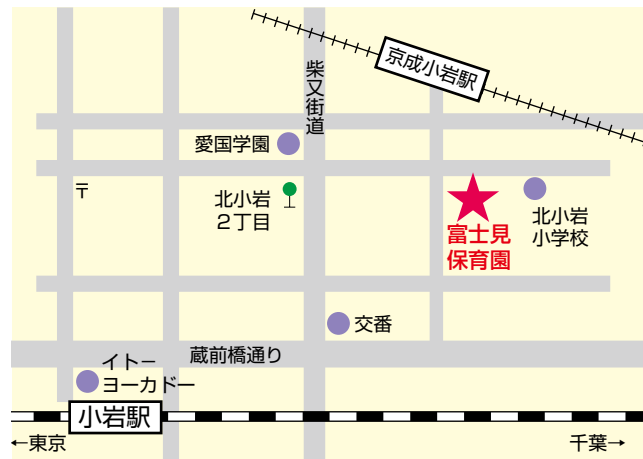 京成小岩駅
柴又街道
愛国学園
〒
北小岩
２丁目
北小岩
小学校
富士見
保育園
交番
蔵前橋通り
イトー
ヨーカドー
小岩駅
←東京
千葉→